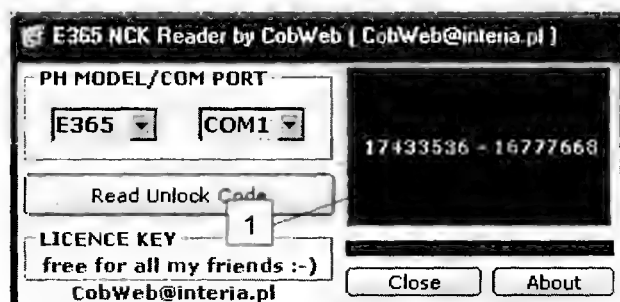 E365 NCK Reader by CobWeb [ CobWeb@interia.pl ]
PH MODEL/COM PORT
E365 COM1
17433536 - 16777668
Read Unlock Code
1
LICENCE KEY
free for all my friends :-)
CobWeb@interia.pl
Close About